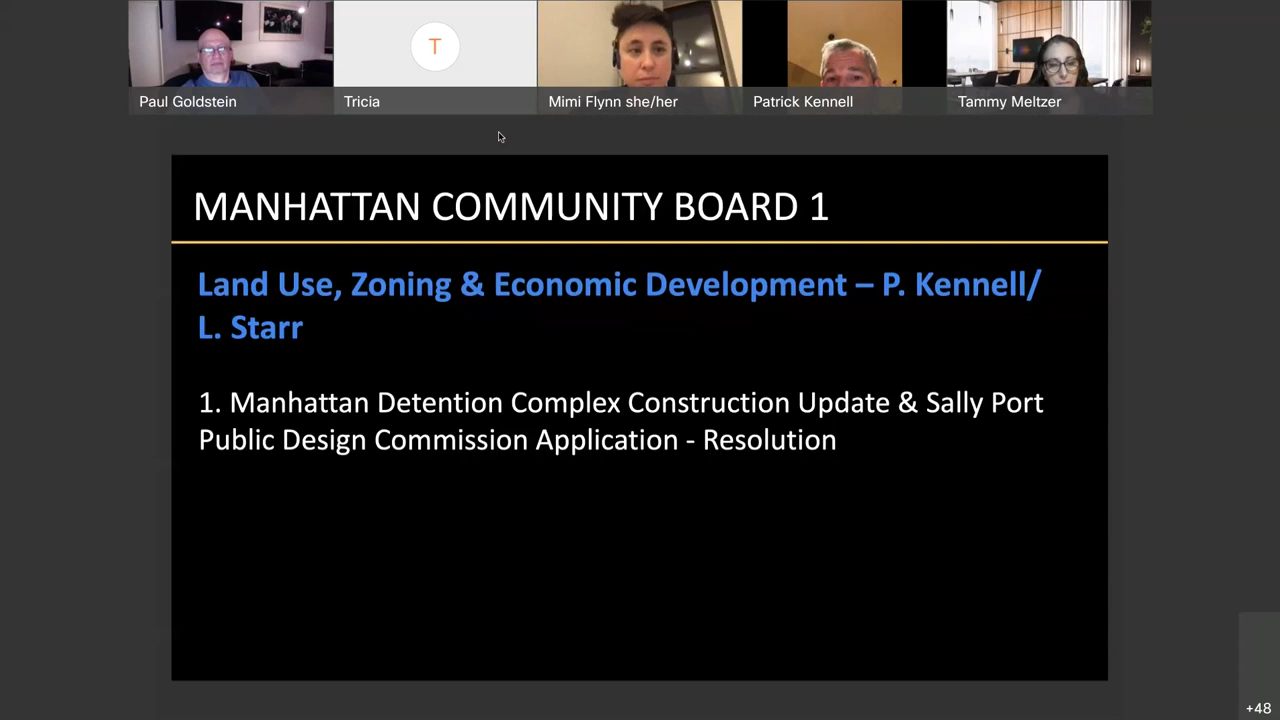 Paul Goldstein
T
Tricia
Mimi Flynn she/her
Patrick Kennell
Tammy Meltzer
MANHATTAN COMMUNITY BOARD 1
Land Use, Zoning & Economic Development – P. Kennell/
L. Starr
1. Manhattan Detention Complex Construction Update & Sally Port
Public Design Commission Application - Resolution
+48